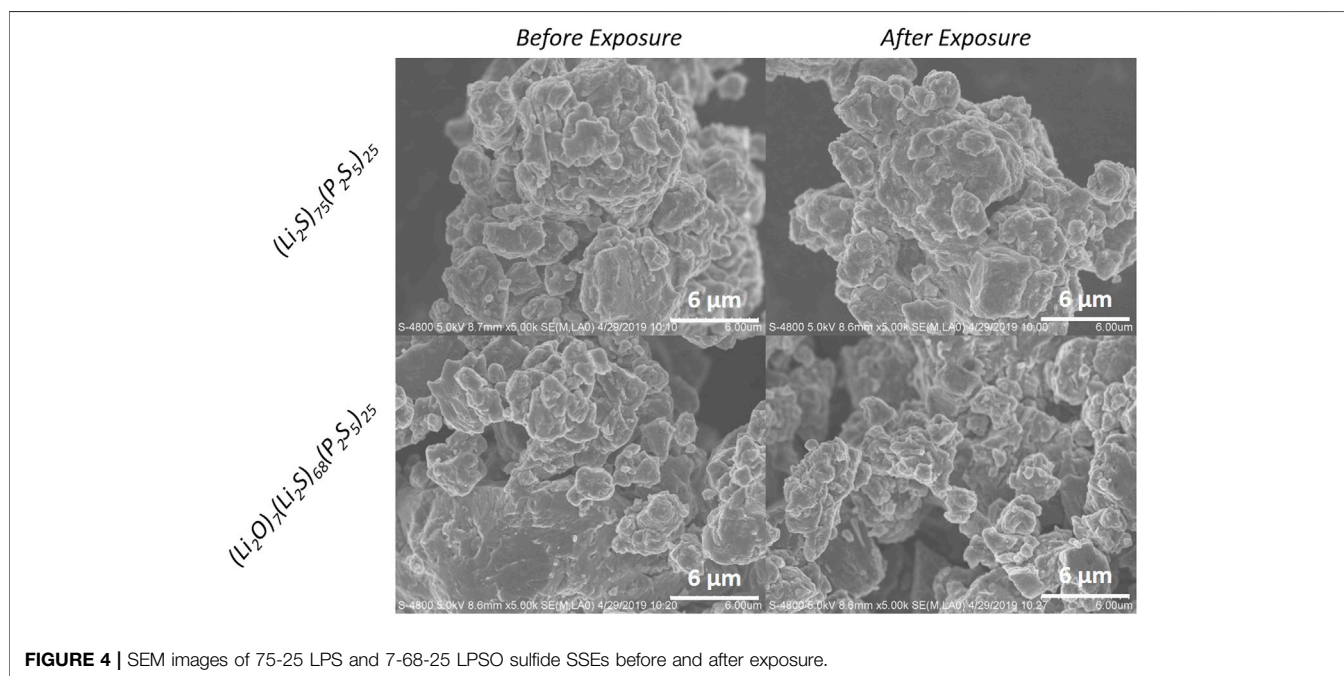 Before Exposure After Exposure
(Li₂S)₇₅(P₂S₅)₂₅
6 µm 6 µm
S-4800 5.0kV 8.7mm x5.00k SE(M,LA0) 4/29/2019 10:10 6.00um S-4800 5.0kV 8.6mm x5.00k SE(M,LA0) 4/29/2019 10:00 6.00um
(Li₂O)₇(Li₂S)₆₈(P₂S₅)₂₅
6 µm 6 µm
S-4800 5.0kV 8.6mm x5.00k SE(M,LA0) 4/29/2019 10:20 6.00um S-4800 5.0kV 8.6mm x5.00k SE(M,LA0) 4/29/2019 10:27 6.00um
FIGURE 4 | SEM images of 75-25 LPS and 7-68-25 LPSO sulfide SSEs before and after exposure.